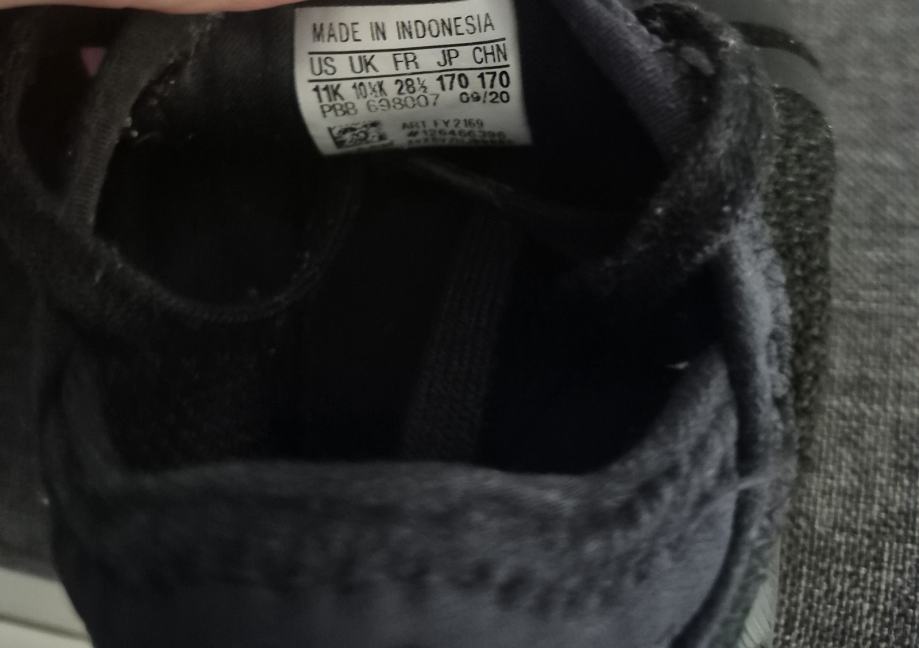 MADE IN INDONESIA
US UK FR JP CHN
11K 10½K 28½ 170 170
PBB 698007 09/20
ART FY2169
#126466396